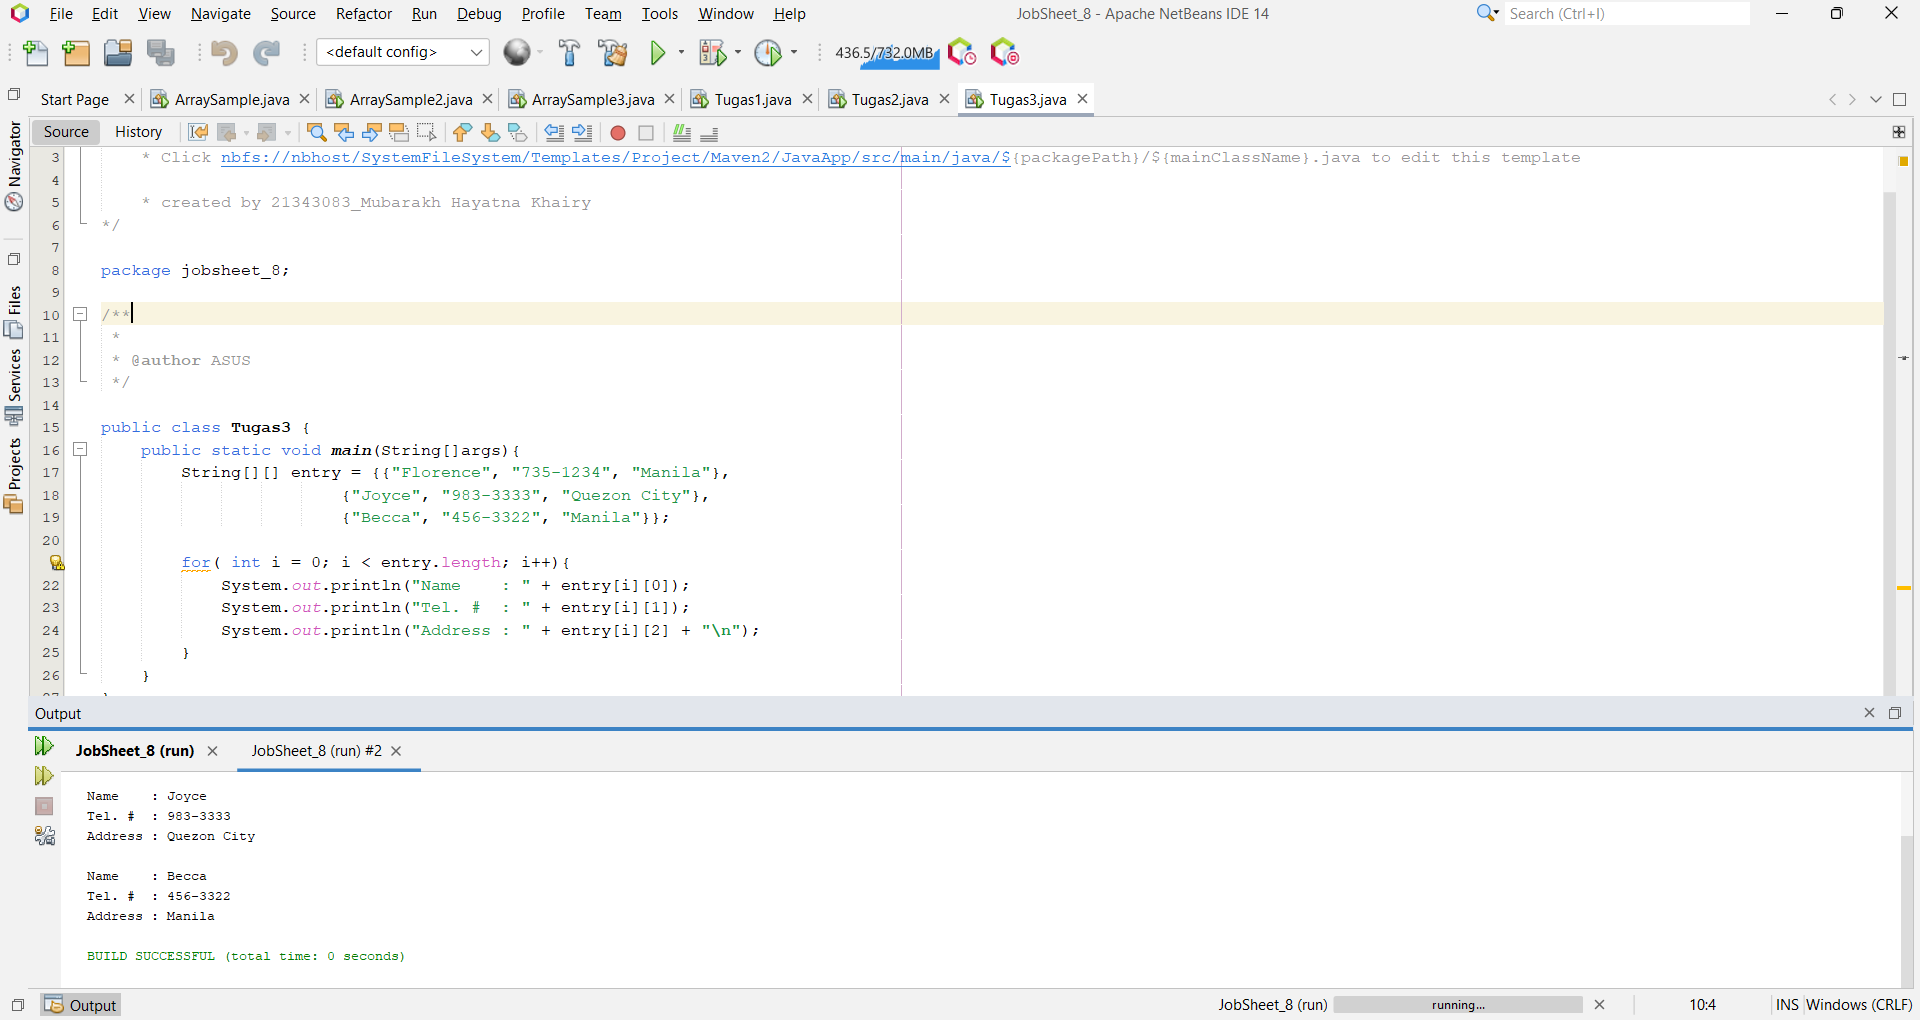 File Edit View Navigate Source Refactor Run Debug Profile Team Tools Window Help JobSheet_8 - Apache NetBeans IDE 14 Search (Ctrl+I)
<default config> 436.5/732.0MB
Start Page ArraySample.java ArraySample2.java ArraySample3.java Tugas1.java Tugas2.java Tugas3.java
Source History
Navigator
Files
Services
Projects
3 * Click nbfs://nbhost/SystemFileSystem/Templates/Project/Maven2/JavaApp/src/main/java/${packagePath}/${mainClassName}.java to edit this template
4
5 * created by 21343083_Mubarakh Hayatna Khairy
6 */
7
8 package jobsheet_8;
9
10 /**
11 *
12 * @author ASUS
13 */
14
15 public class Tugas3 {
16 public static void main(String[]args){
17 String[][] entry = {{"Florence", "735-1234", "Manila"},
18 {"Joyce", "983-3333", "Quezon City"},
19 {"Becca", "456-3322", "Manila"}};
20
for( int i = 0; i < entry.length; i++){
22 System.out.println("Name    : " + entry[i][0]);
23 System.out.println("Tel. #  : " + entry[i][1]);
24 System.out.println("Address : " + entry[i][2] + "\n");
25 }
26 }
Output
JobSheet_8 (run) JobSheet_8 (run) #2
Name    : Joyce
Tel. #  : 983-3333
Address : Quezon City
Name    : Becca
Tel. #  : 456-3322
Address : Manila
BUILD SUCCESSFUL (total time: 0 seconds)
Output JobSheet_8 (run) running... 10:4 INS Windows (CRLF)